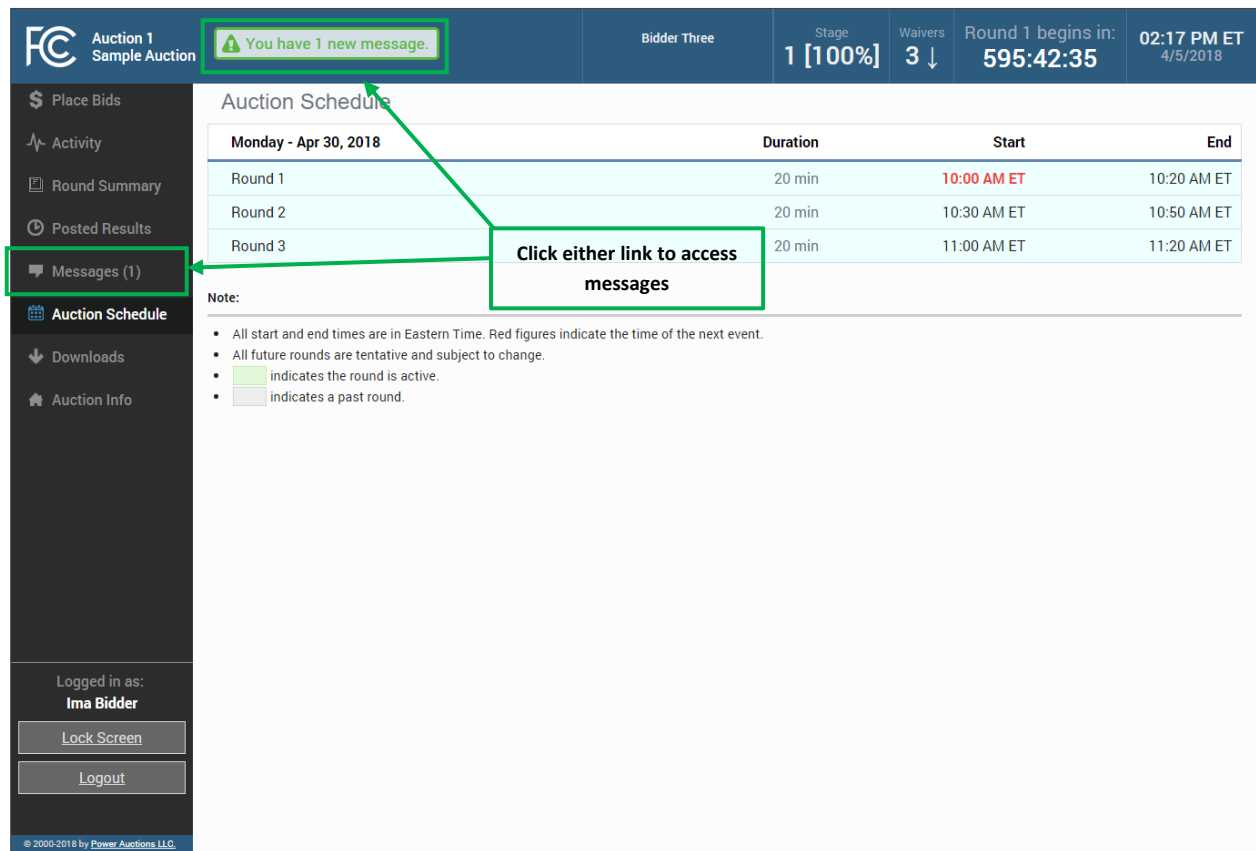 FCC
Auction 1
Sample Auction
You have 1 new message.
Bidder Three
Stage
1 [100%]
Waivers
3 ↓
Round 1 begins in:
595:42:35
02:17 PM ET
4/5/2018
Place Bids
Activity
Round Summary
Posted Results
Messages (1)
Auction Schedule
Downloads
Auction Info
Logged in as:
Ima Bidder
Lock Screen
Logout
© 2000-2018 by Power Auctions LLC.
Auction Schedule
Monday - Apr 30, 2018 Duration Start End
Round 1 20 min 10:00 AM ET 10:20 AM ET
Round 2 20 min 10:30 AM ET 10:50 AM ET
Round 3 20 min 11:00 AM ET 11:20 AM ET
Click either link to access
messages
Note:
• All start and end times are in Eastern Time. Red figures indicate the time of the next event.
• All future rounds are tentative and subject to change.
• indicates the round is active.
• indicates a past round.